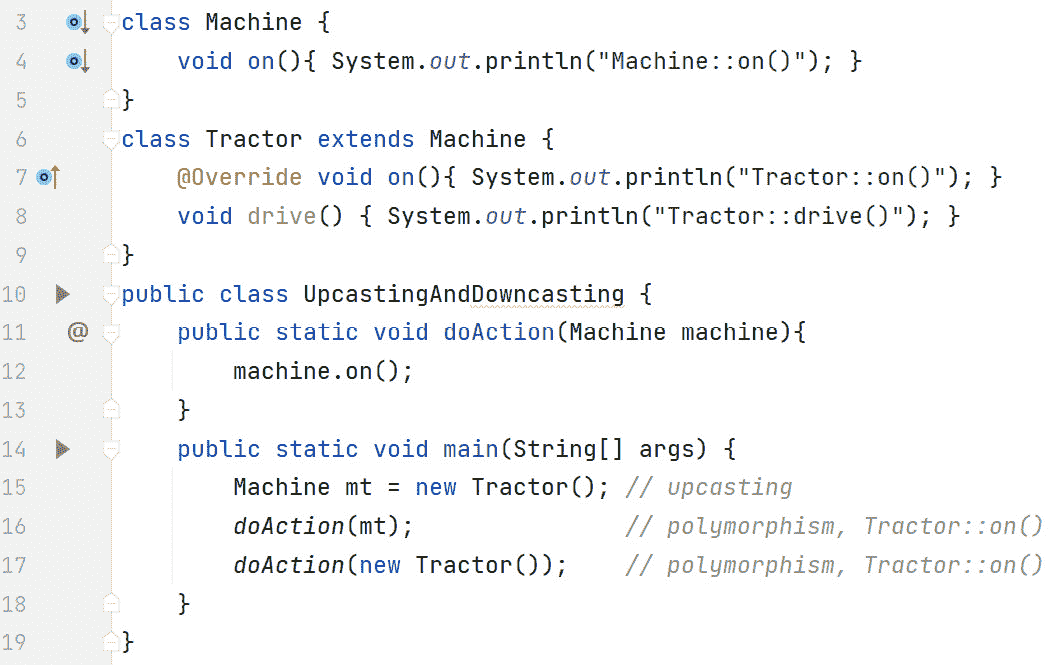 3 class Machine {
4     void on(){ System.out.println("Machine::on()"); }
5 }
6 class Tractor extends Machine {
7     @Override void on(){ System.out.println("Tractor::on()"); }
8     void drive() { System.out.println("Tractor::drive()"); }
9 }
10 public class UpcastingAndDowncasting {
11 @    public static void doAction(Machine machine){
12         machine.on();
13     }
14     public static void main(String[] args) {
15         Machine mt = new Tractor(); // upcasting
16         doAction(mt);               // polymorphism, Tractor::on()
17         doAction(new Tractor());    // polymorphism, Tractor::on()
18     }
19 }